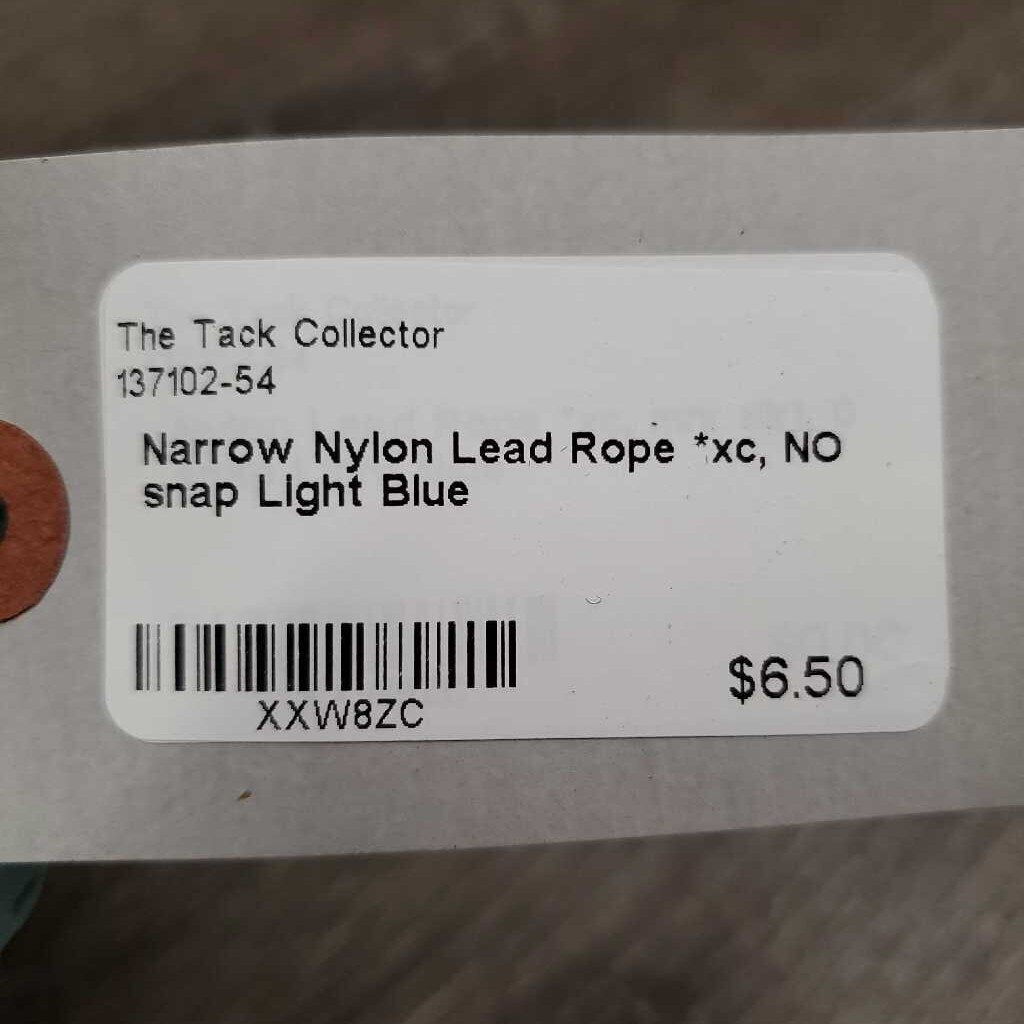 The Tack Collector
137102-54
Narrow Nylon Lead Rope *xc, NO
snap Light Blue
XXW8ZC
$6.50